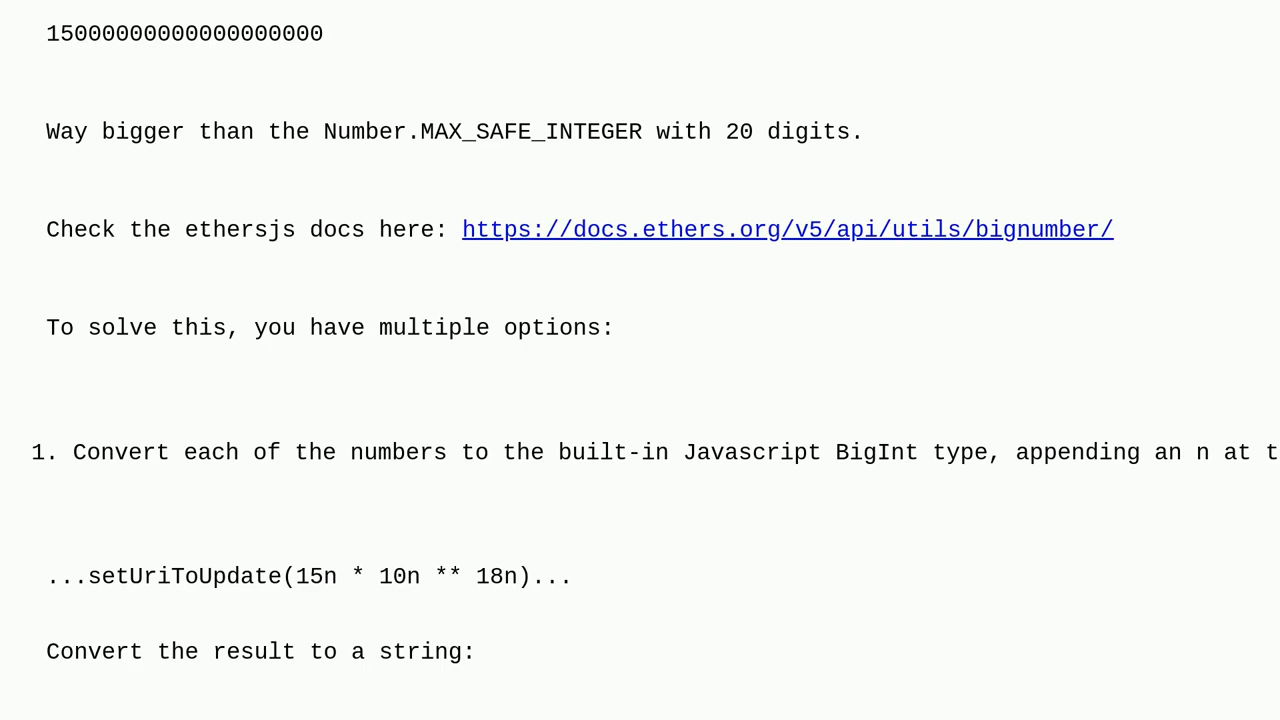 15000000000000000000
Way bigger than the Number.MAX_SAFE_INTEGER with 20 digits.
Check the ethersjs docs here: https://docs.ethers.org/v5/api/utils/bignumber/
To solve this, you have multiple options:
1. Convert each of the numbers to the built-in Javascript BigInt type, appending an n at t
...setUriToUpdate(15n * 10n ** 18n)...
Convert the result to a string: